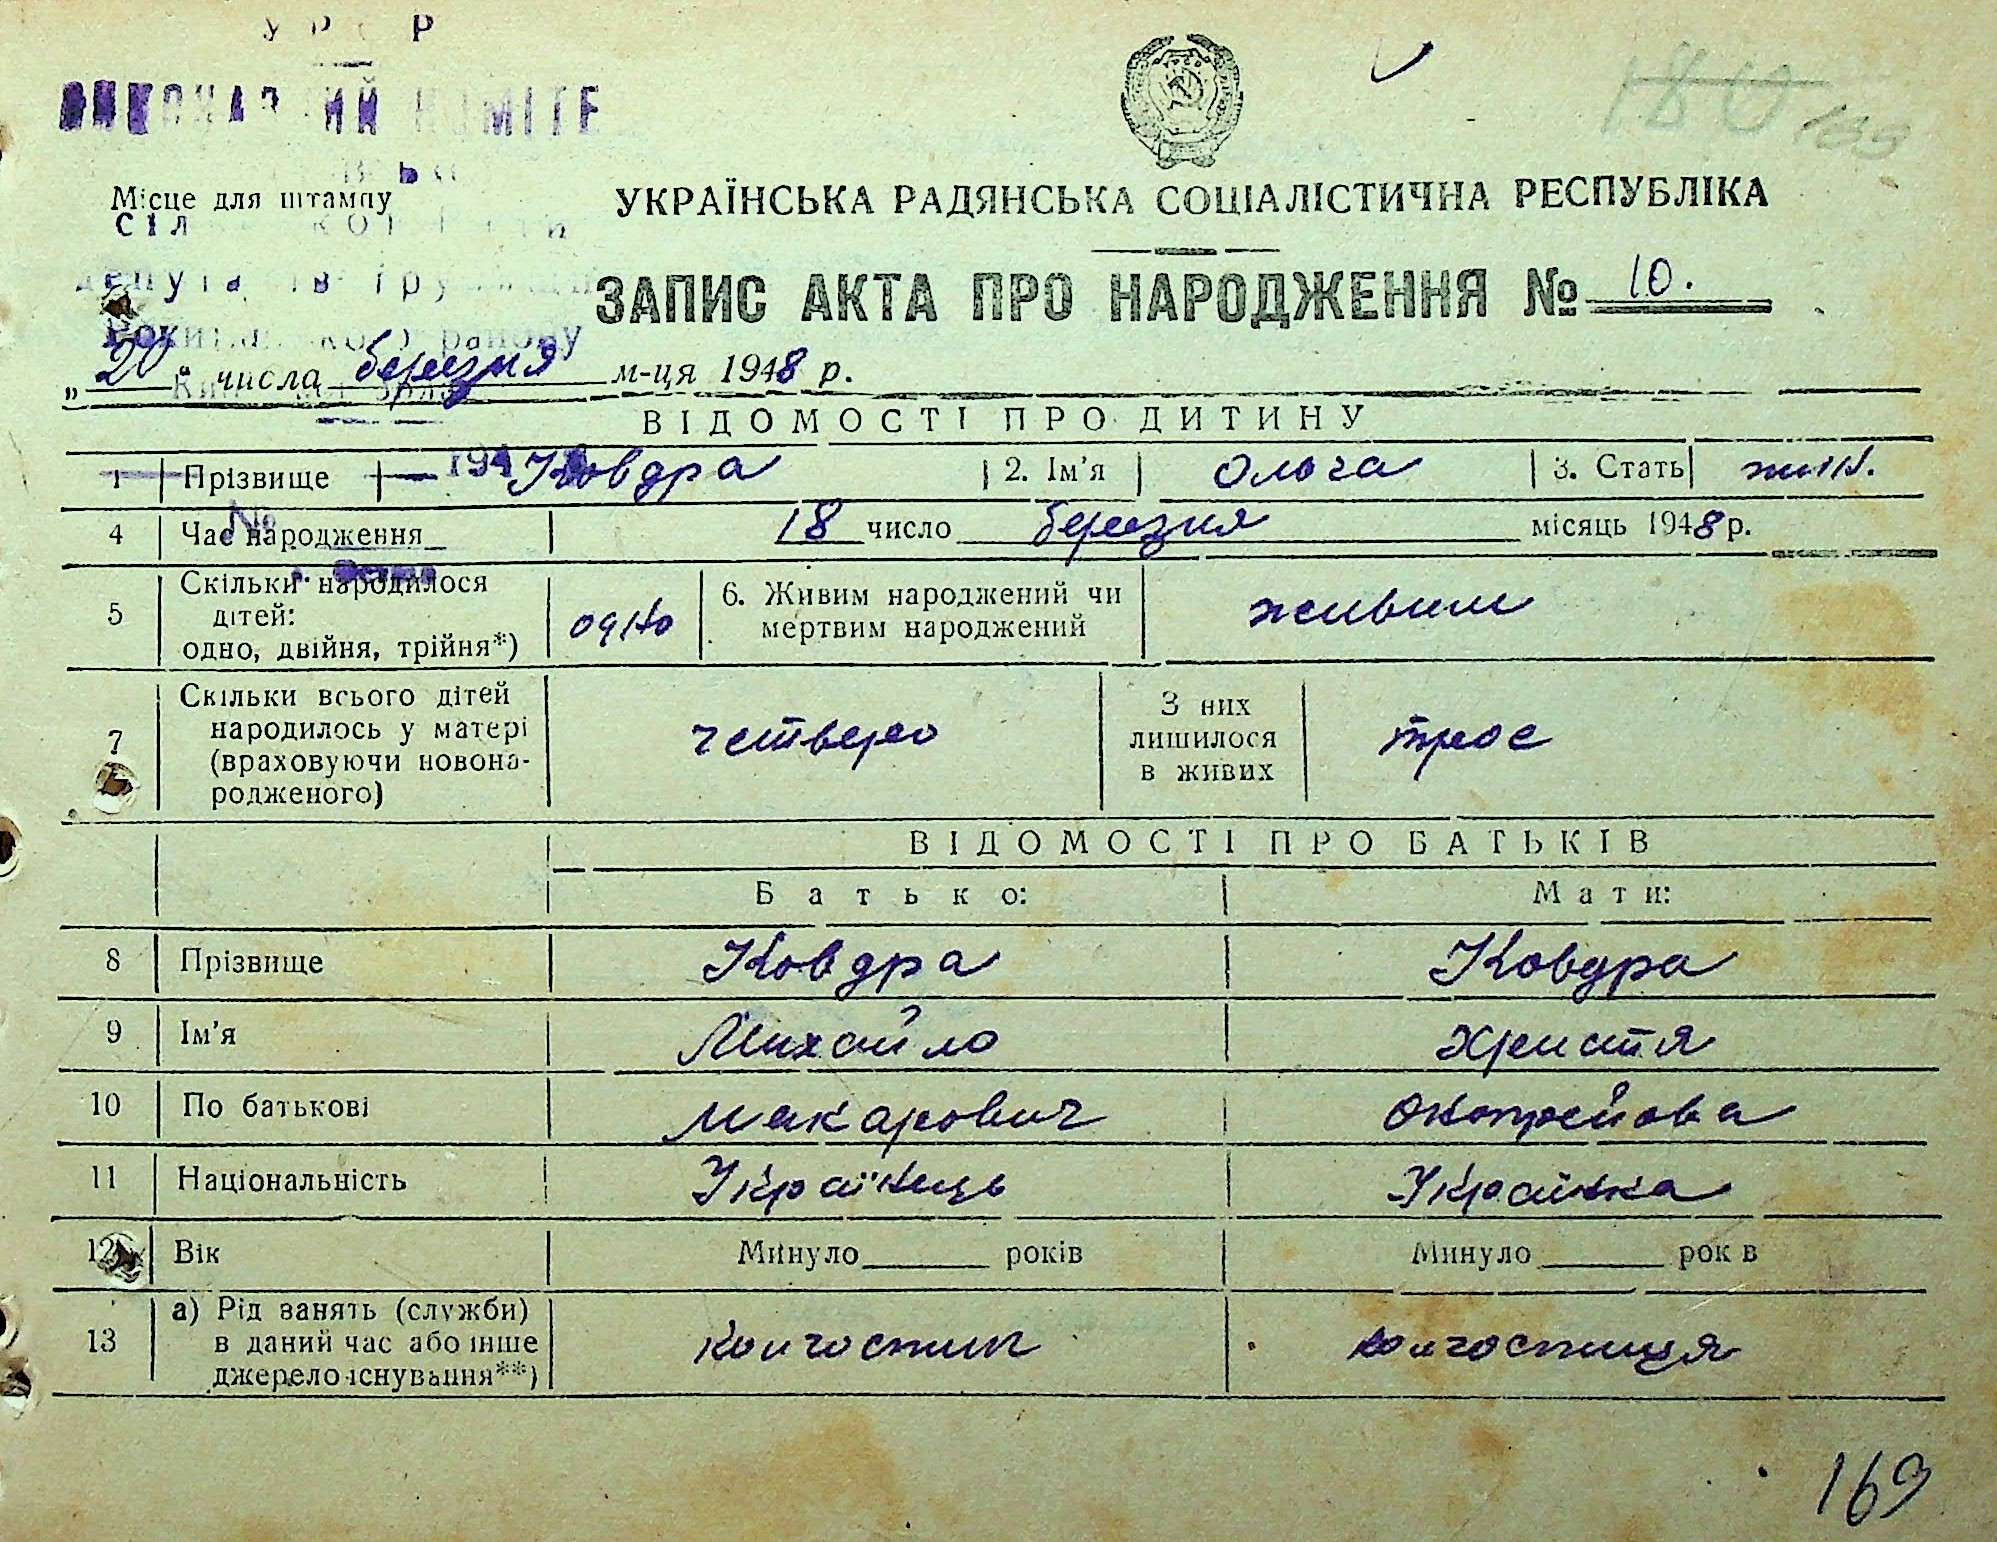 У Р Р
Місце для штампу
УКРАЇНСЬКА РАДЯНСЬКА СОЦІАЛІСТИЧНА РЕСПУБЛІКА
ЗАПИС АКТА ПРО НАРОДЖЕННЯ № 10.
„20" числа березня м-ця 1948 р.
ВІДОМОСТІ ПРО ДИТИНУ
1 Прізвище Ковдра 2. Ім'я Ольга 3. Стать жін.
4 Час народження 18 число березня місяць 1948 р.
5 Скільки народилося
дітей:
одно, двійня, трійня*) одно 6. Живим народжений чи
мертвим народжений живим
7 Скільки всього дітей
народилось у матері
(враховуючи новона-
родженого) четверо З них
лишилося
в живих троє
ВІДОМОСТІ ПРО БАТЬКІВ
Батько: Мати:
8 Прізвище Ковдра Ковдра
9 Ім'я Михайло Христя
10 По батькові Макарович Онопрейова
11 Національність Українець Українка
12 Вік Минуло років Минуло рок в
13 а) Рід занять (служби)
в даний час або інше
джерело існування**) колгоспник колгоспниця
169